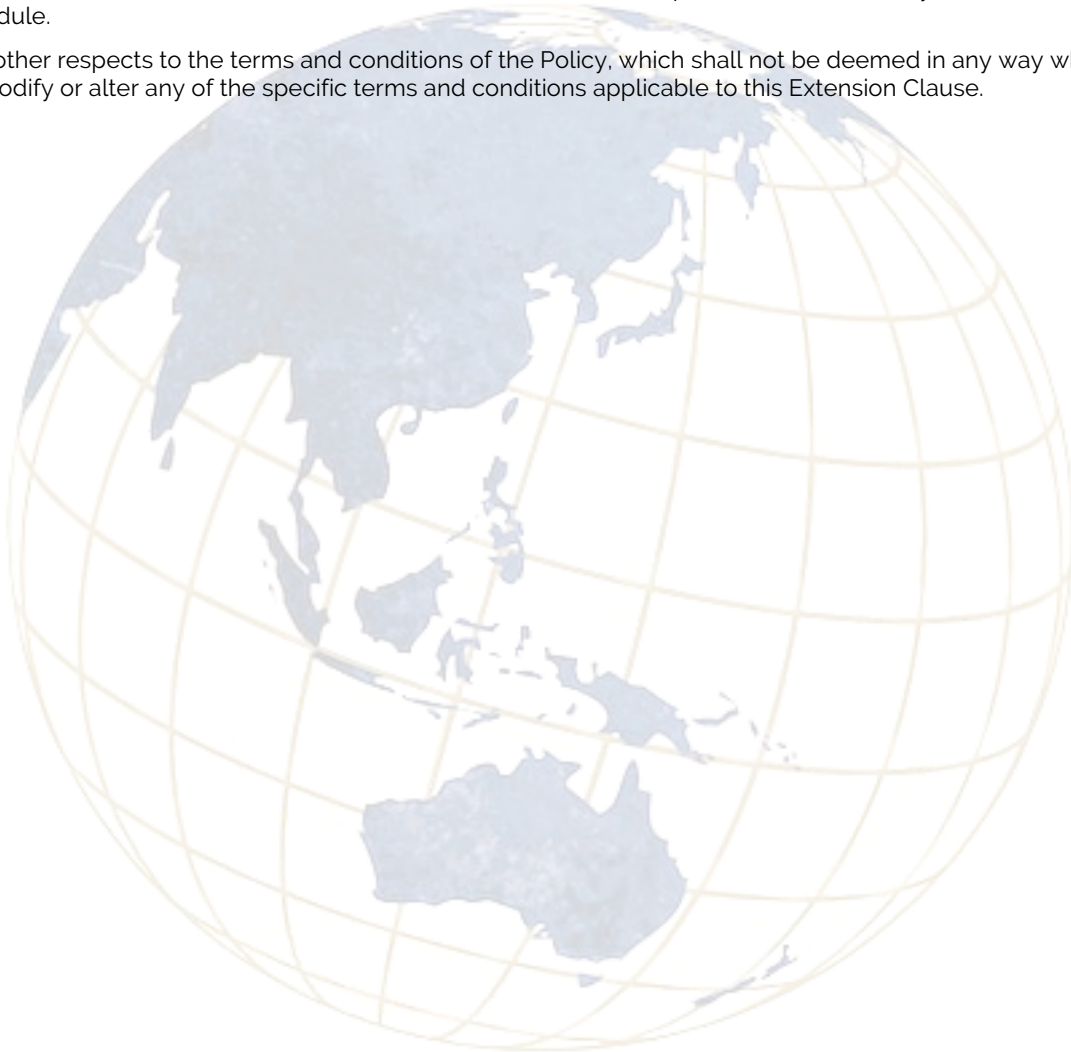 dule.
other respects to the terms and conditions of the Policy, which shall not be deemed in any way
odify or alter any of the specific terms and conditions applicable to this Extension Clause.